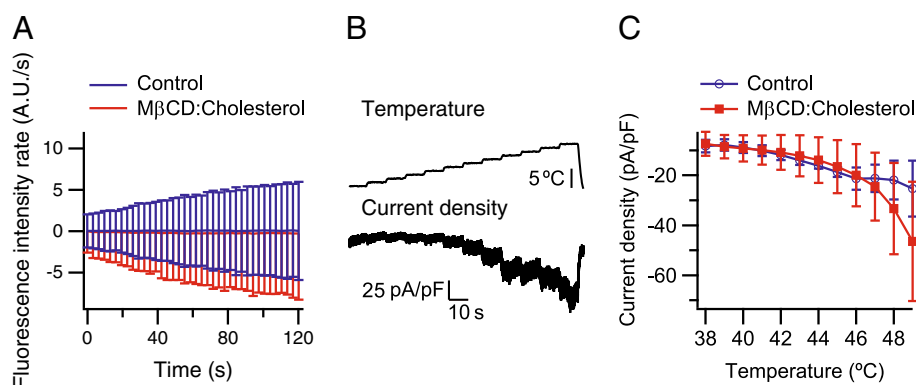 A
Fluorescence intensity rate (A.U./s)
Control
MβCD:Cholesterol
10
5
0
-5
0
40
80
120
Time (s)
B
Temperature
5 ºC
Current density
25 pA/pF
10 s
C
Control
MβCD:Cholesterol
Current density (pA/pF)
-20
-40
-60
38
40
42
44
46
48
Temperature (ºC)